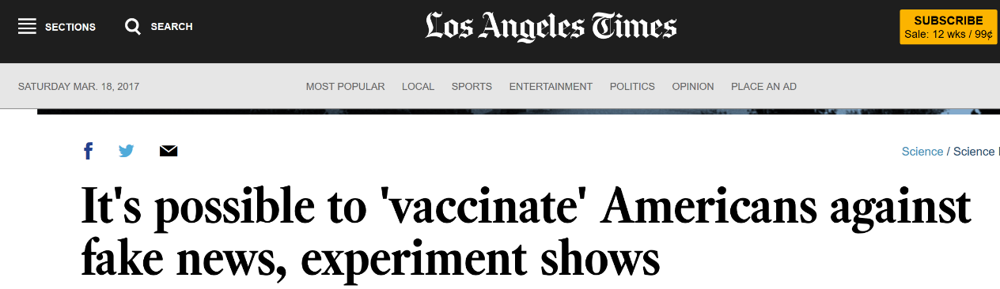 SECTIONS SEARCH Los Angeles Times SUBSCRIBE
Sale: 12 wks / 99¢
SATURDAY MAR. 18, 2017 MOST POPULAR LOCAL SPORTS ENTERTAINMENT POLITICS OPINION PLACE AN AD
Science / Science
It's possible to 'vaccinate' Americans against
fake news, experiment shows